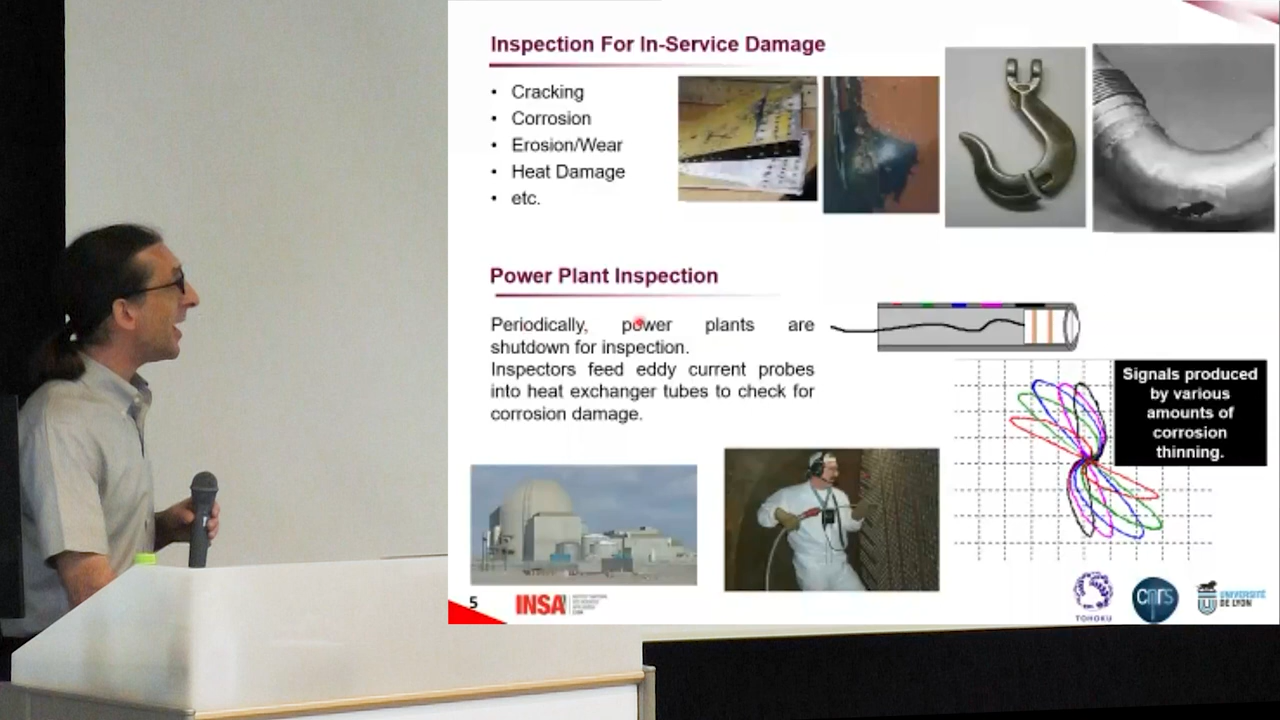 Inspection For In-Service Damage
• Cracking
• Corrosion
• Erosion/Wear
• Heat Damage
• etc.
Power Plant Inspection
Periodically, power plants are
shutdown for inspection.
Inspectors feed eddy current probes
into heat exchanger tubes to check for
corrosion damage.
Signals produced
by various
amounts of
corrosion
thinning.
5
INSA
TOHOKU
cnrs
UNIVERSITÉ
DE LYON